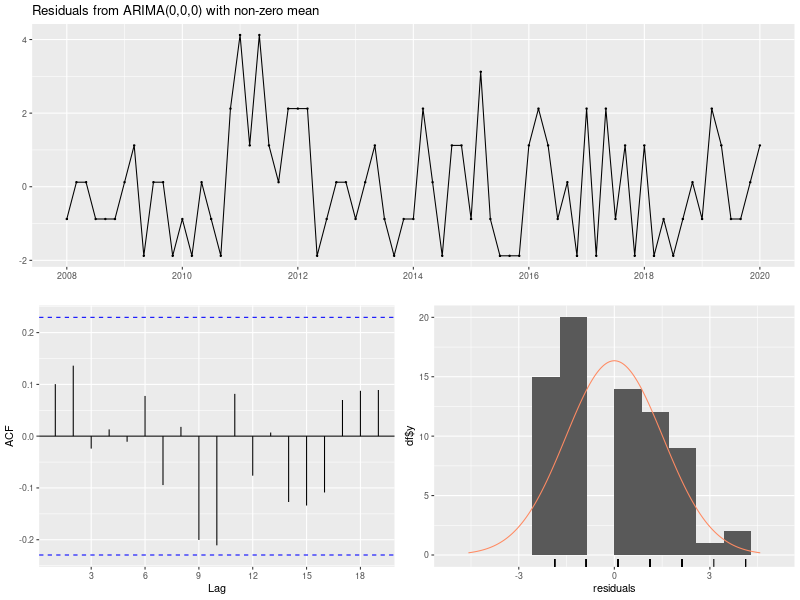 Residuals from ARIMA(0,0,0) with non-zero mean
4
2
0
-2
2008 2010 2012 2014 2016 2018 2020
0.2
0.1
0.0
-0.1
-0.2
ACF
3 6 9 12 15 18
Lag
20
15
10
5
0
df$y
-3 0 3
residuals